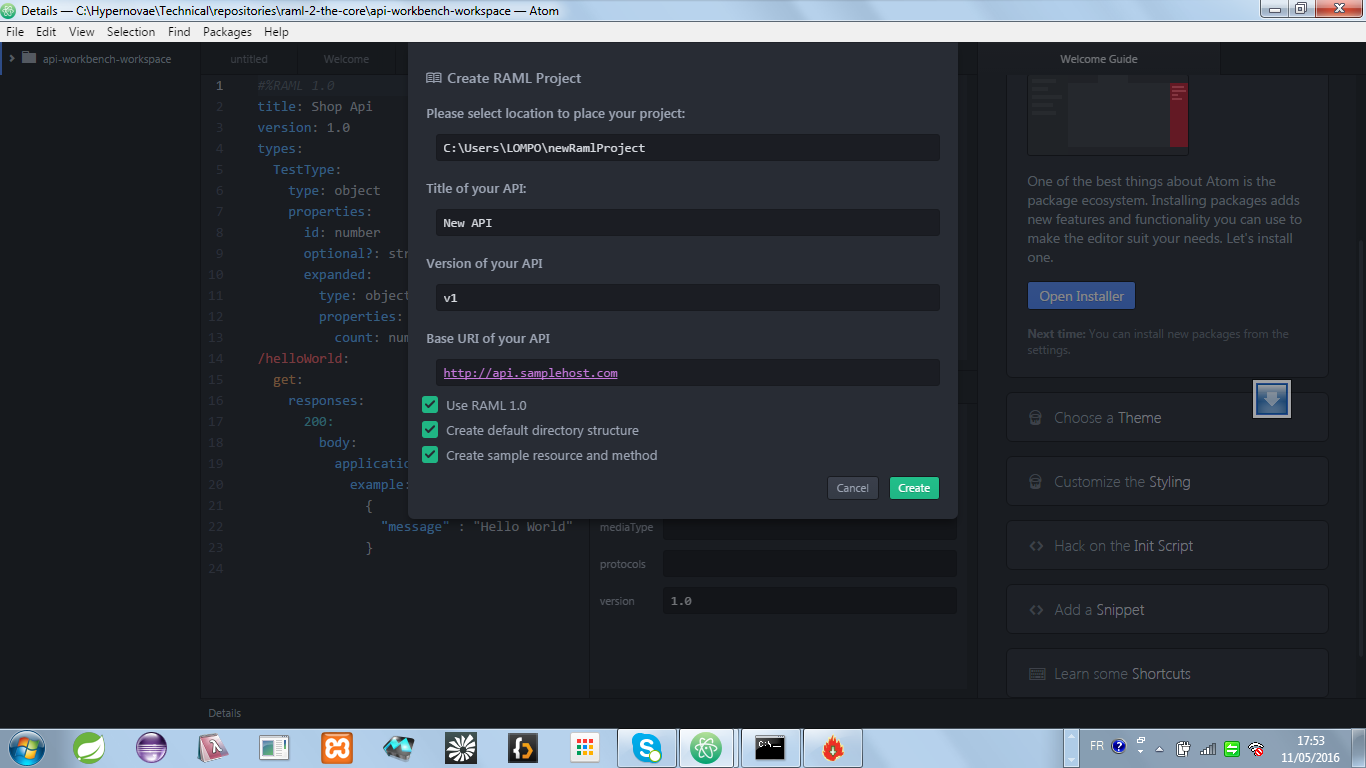 Details — C:\Hypernovae\Technical\repositories\raml-2-the-core\api-workbench-workspace — Atom
File Edit View Selection Find Packages Help
api-workbench-workspace
untitled
Welcome
1 #%RAML 1.0
2 title: Shop Api
3 version: 1.0
4 types:
5 TestType:
6 type: object
7 properties:
8 id: number
9 optional?: str
10 expanded:
11 type: object
12 properties:
13 count: num
14 /helloWorld:
15 get:
16 responses:
17 200:
18 body:
19 applicatio
20 example:
21 {
22 "message" : "Hello World"
23 }
24
Create RAML Project
Please select location to place your project:
C:\Users\LOMPO\newRamlProject
Title of your API:
New API
Version of your API
v1
Base URI of your API
http://api.samplehost.com
Use RAML 1.0
Create default directory structure
Create sample resource and method
Cancel
Create
mediaType
protocols
version 1.0
Welcome Guide
One of the best things about Atom is the
package ecosystem. Installing packages adds
new features and functionality you can use to
make the editor suit your needs. Let's install
one.
Open Installer
Next time: You can install new packages from the
settings.
Choose a Theme
Customize the Styling
Hack on the Init Script
Add a Snippet
Learn some Shortcuts
Details
C:\_
FR
17:53
11/05/2016